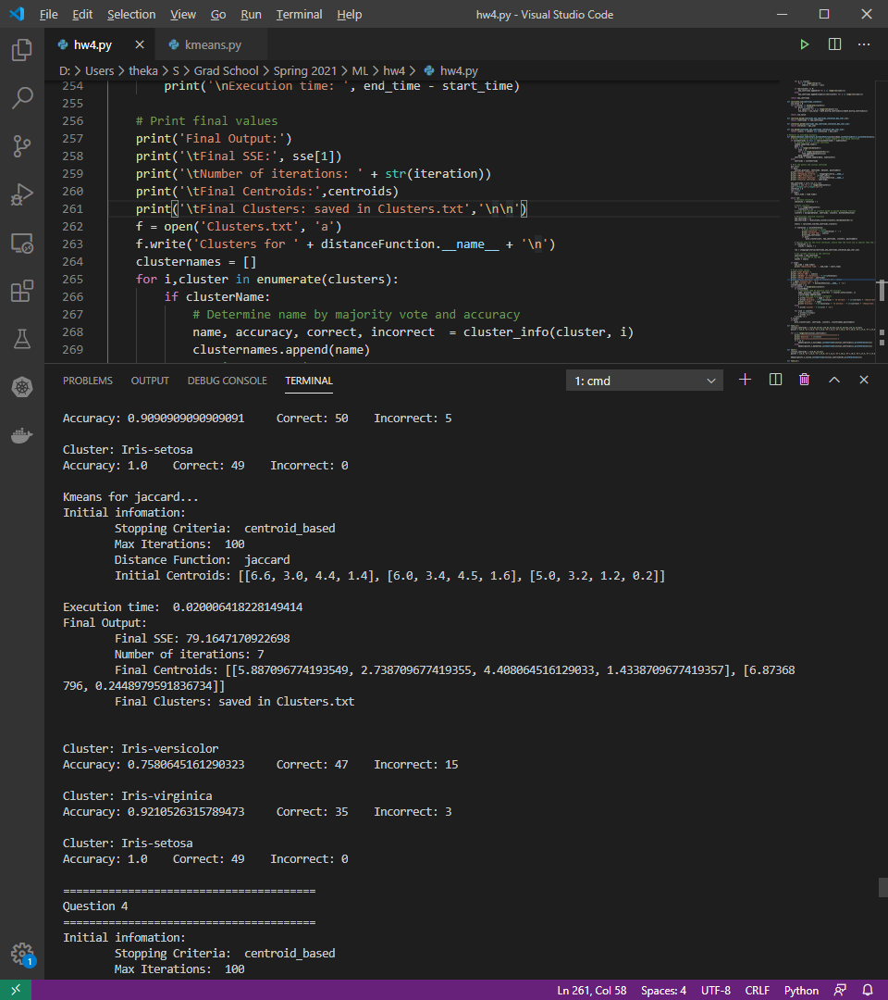 File Edit Selection View Go Run Terminal Help hw4.py - Visual Studio Code
hw4.py kmeans.py
D: > Users > theka > S > Grad School > Spring 2021 > ML > hw4 > hw4.py
254 print('\nExecution time: ', end_time - start_time)
255
256 # Print final values
257 print('Final Output:')
258 print('\tFinal SSE:', sse[1])
259 print('\tNumber of iterations: ' + str(iteration))
260 print('\tFinal Centroids:',centroids)
261 print('\tFinal Clusters: saved in Clusters.txt','\n\n')
262 f = open('Clusters.txt', 'a')
263 f.write('Clusters for ' + distanceFunction.__name__ + '\n')
264 clusternames = []
265 for i,cluster in enumerate(clusters):
266 if clusterName:
267 # Determine name by majority vote and accuracy
268 name, accuracy, correct, incorrect  = cluster_info(cluster, i)
269 clusternames.append(name)
PROBLEMS OUTPUT DEBUG CONSOLE TERMINAL 1: cmd
Accuracy: 0.9090909090909091 Correct: 50 Incorrect: 5
Cluster: Iris-setosa
Accuracy: 1.0 Correct: 49 Incorrect: 0
Kmeans for jaccard...
Initial infomation:
Stopping Criteria:  centroid_based
Max Iterations:  100
Distance Function:  jaccard
Initial Centroids: [[6.6, 3.0, 4.4, 1.4], [6.0, 3.4, 4.5, 1.6], [5.0, 3.2, 1.2, 0.2]]
Execution time:  0.020006418228149414
Final Output:
Final SSE: 79.1647170922698
Number of iterations: 7
Final Centroids: [[5.887096774193549, 2.738709677419355, 4.408064516129033, 1.4338709677419357], [6.87368
796, 0.2448979591836734]]
Final Clusters: saved in Clusters.txt
Cluster: Iris-versicolor
Accuracy: 0.7580645161290323 Correct: 47 Incorrect: 15
Cluster: Iris-virginica
Accuracy: 0.9210526315789473 Correct: 35 Incorrect: 3
Cluster: Iris-setosa
Accuracy: 1.0 Correct: 49 Incorrect: 0
=======================================
Question 4
=======================================
Initial infomation:
Stopping Criteria:  centroid_based
Max Iterations:  100
1
Ln 261, Col 58 Spaces: 4 UTF-8 CRLF Python